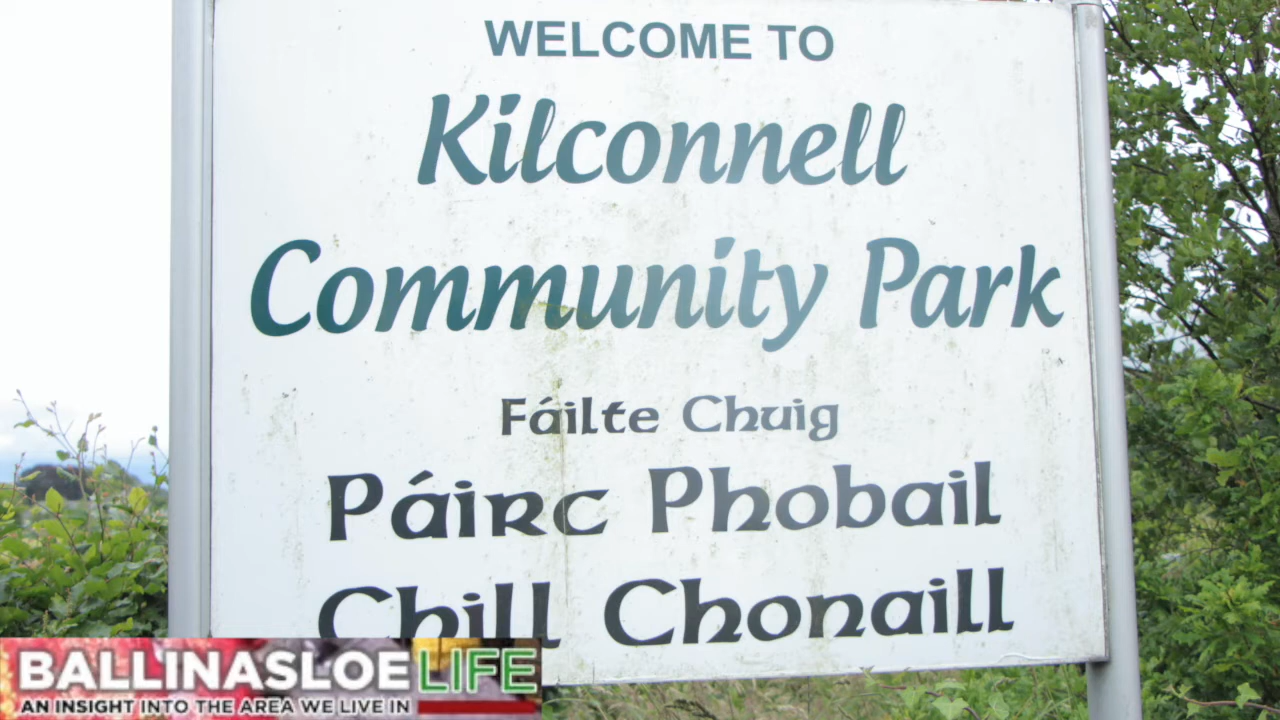 WELCOME TO
Kilconnell
Community Park
Fáilte Chuig
Páirc Phobail
Chill Chonaill
BALLINASLOE LIFE
AN INSIGHT INTO THE AREA WE LIVE IN